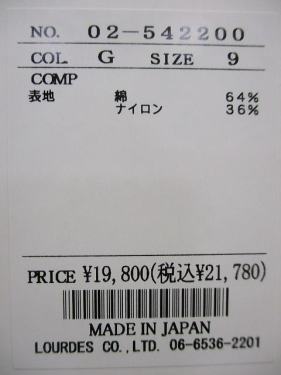 NO. 02-542200
COL. G SIZE 9
COMP
表地 綿 64%
ナイロン 36%
PRICE ¥19,800(税込¥21,780)
MADE IN JAPAN
LOURDES CO.,LTD. 06-6536-2201